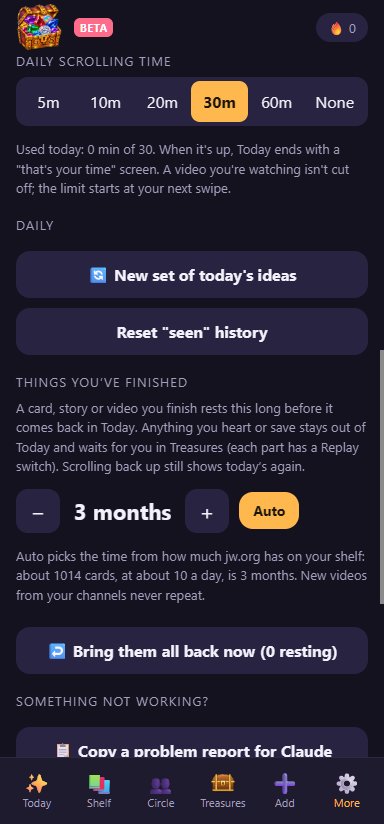 BETA
0
DAILY SCROLLING TIME
5m 10m 20m 30m 60m None
Used today: 0 min of 30. When it's up, Today ends with a
"that's your time" screen. A video you're watching isn't cut
off; the limit starts at your next swipe.
DAILY
New set of today's ideas
Reset "seen" history
THINGS YOU'VE FINISHED
A card, story or video you finish rests this long before it
comes back in Today. Anything you heart or save stays out of
Today and waits for you in Treasures (each part has a Replay
switch). Scrolling back up still shows today's again.
− 3 months + Auto
Auto picks the time from how much jw.org has on your shelf:
about 1014 cards, at about 10 a day, is 3 months. New videos
from your channels never repeat.
Bring them all back now (0 resting)
SOMETHING NOT WORKING?
Copy a problem report for Claude
Today Shelf Circle Treasures Add More